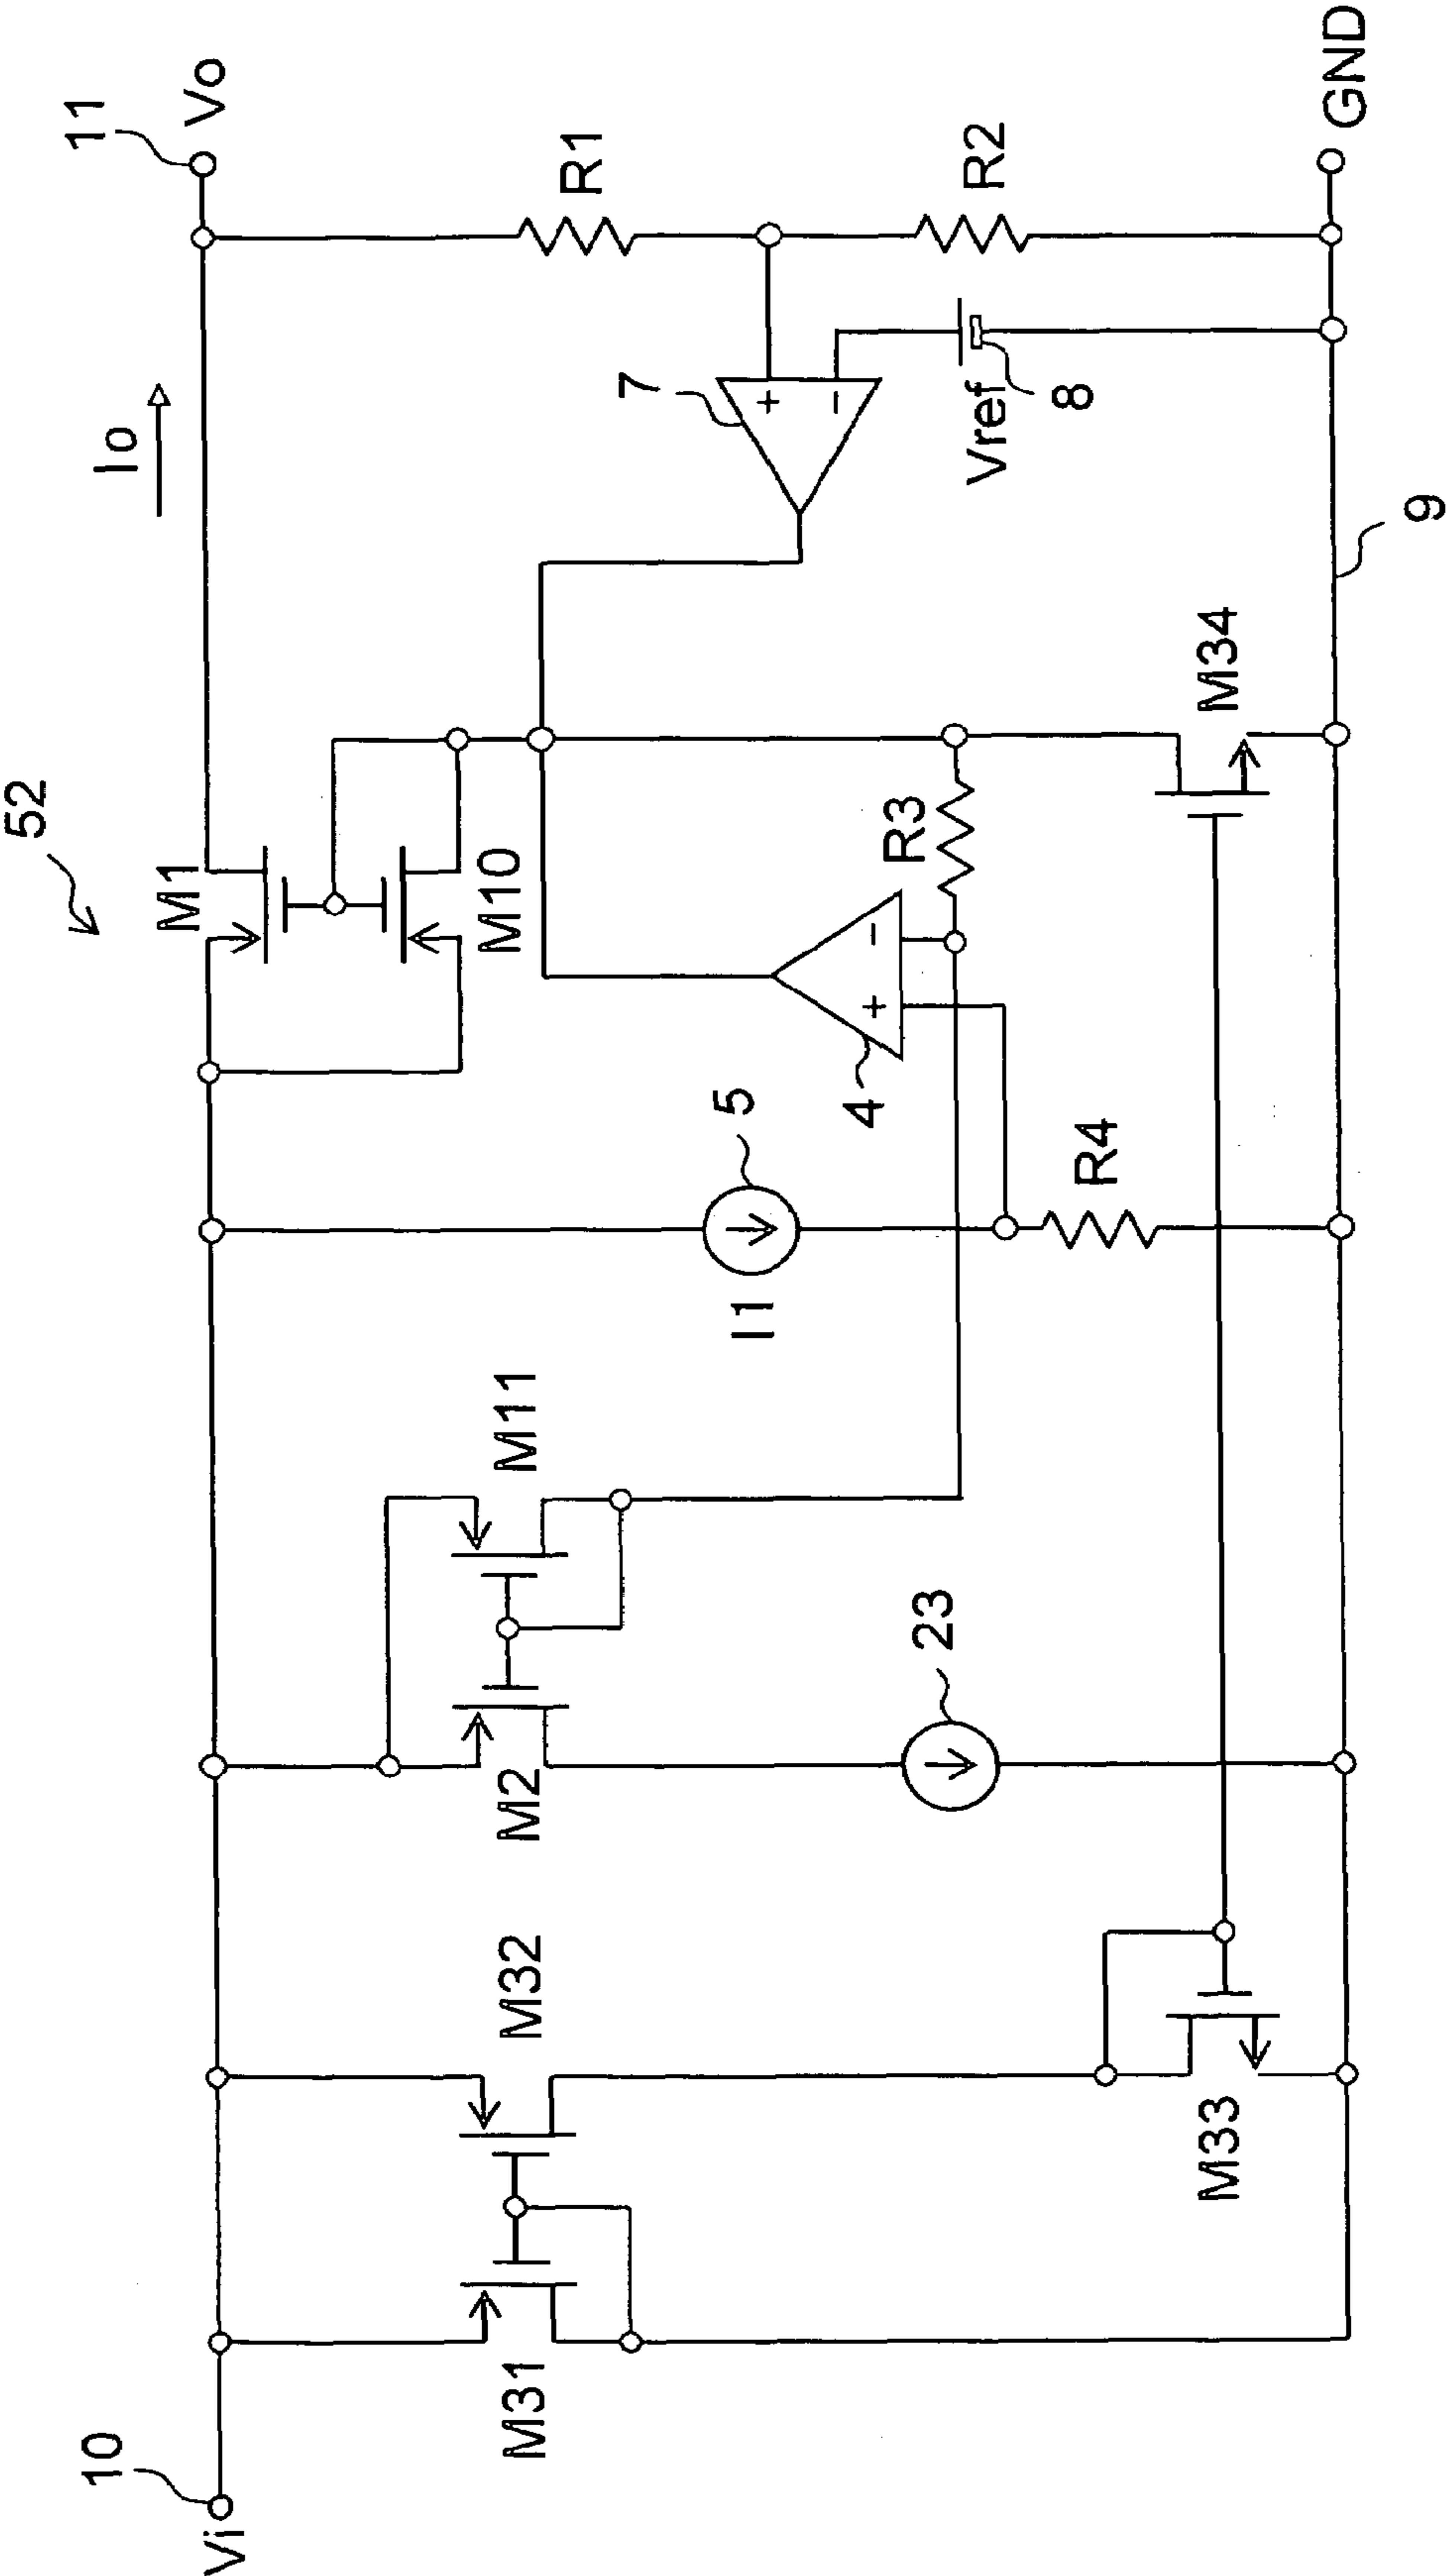 52
Io
11
Vo
10
Vi
M1
M10
M31
M32
M2
M11
I1
5
4
+
-
R3
7
+
-
R1
R2
Vref
8
23
R4
M33
M34
9
GND